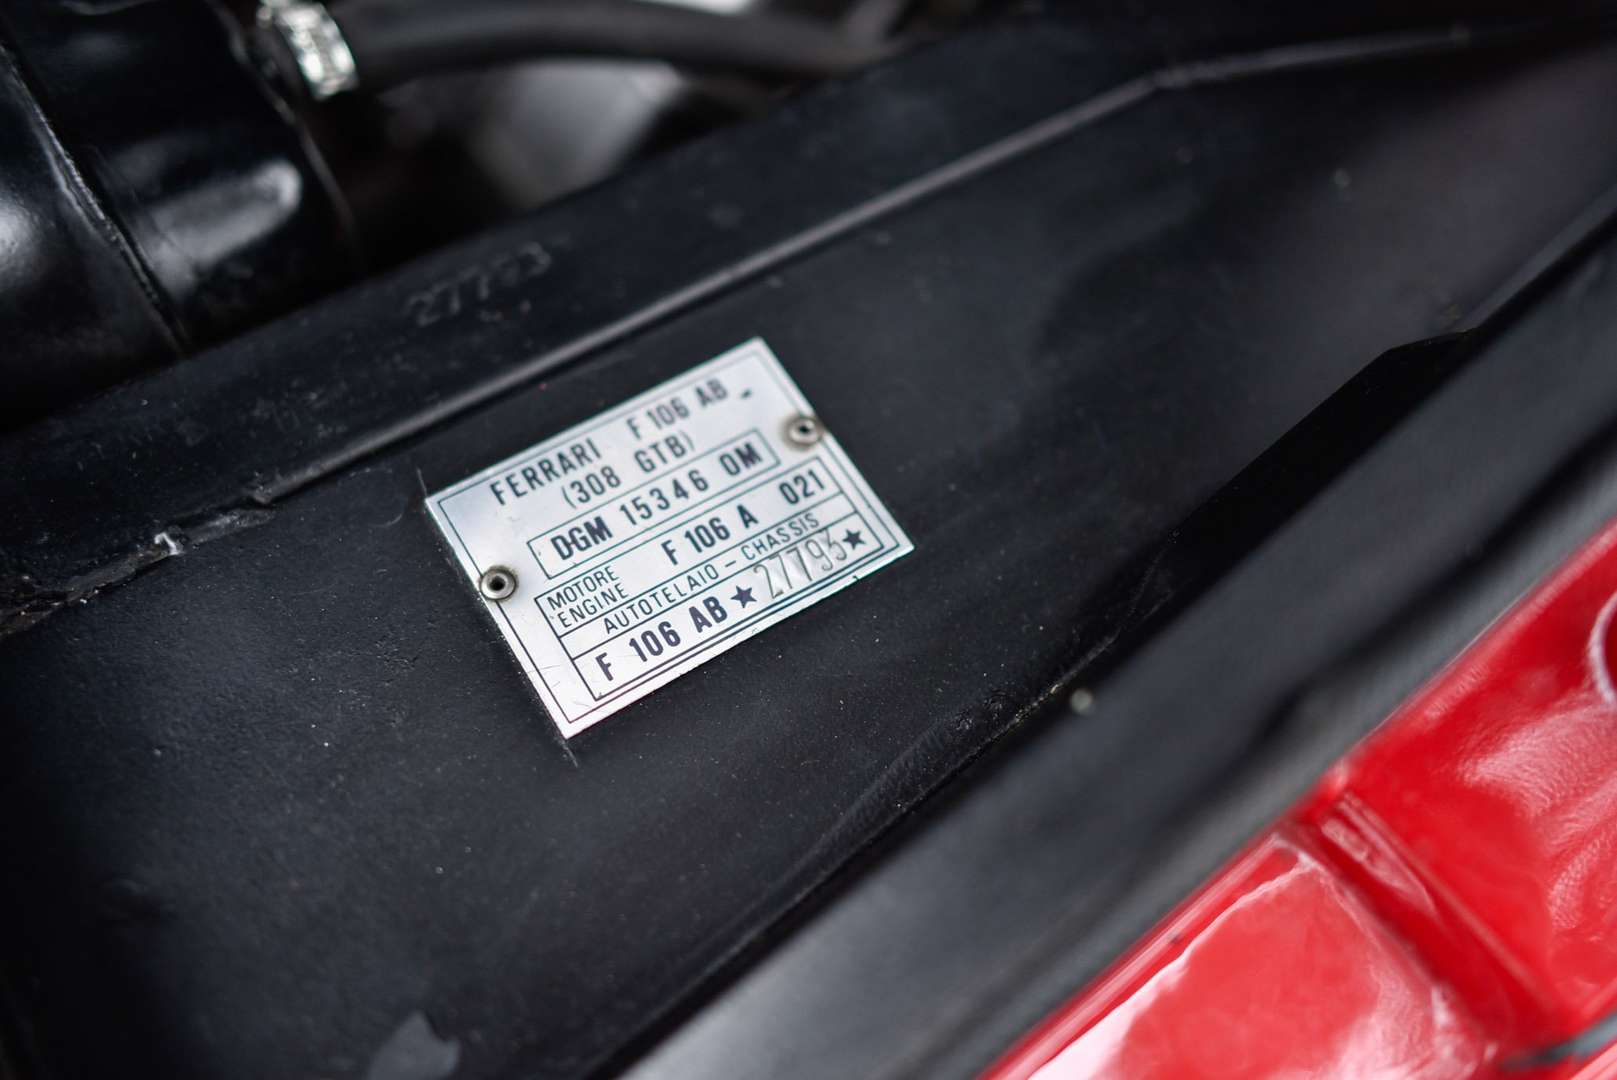 27793
FERRARI F 106 AB -
(308 GTB)
DGM 15346 OM
MOTORE
ENGINE
F 106 A 021
AUTOTELAIO - CHASSIS
F 106 AB ★ 27793 ★